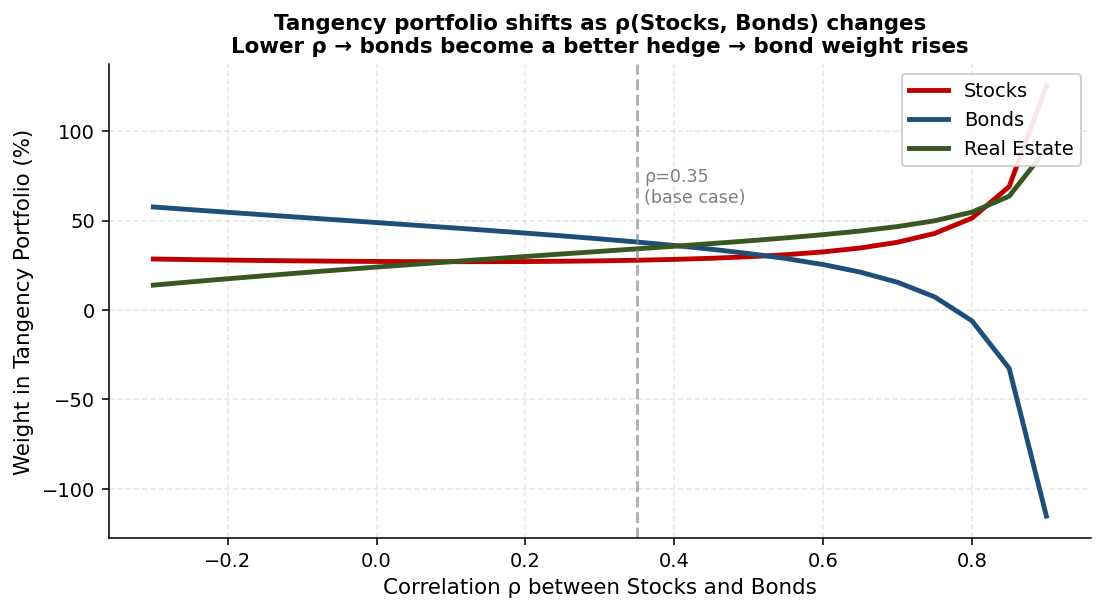 Tangency portfolio shifts as ρ(Stocks, Bonds) changes
Lower ρ → bonds become a better hedge → bond weight rises
Stocks
Bonds
Real Estate
ρ=0.35
(base case)
Weight in Tangency Portfolio (%)
100
50
0
−50
−100
−0.2
0.0
0.2
0.4
0.6
0.8
Correlation ρ between Stocks and Bonds